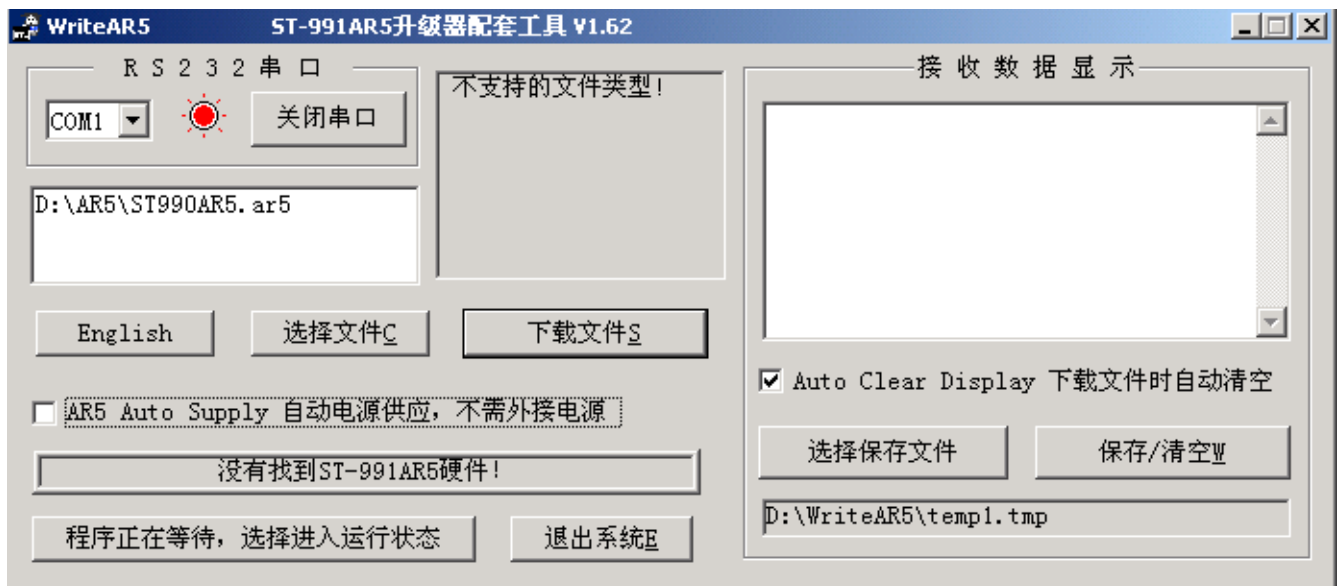 WriteAR5 ST-991AR5升级器配套工具 V1.62
RS232串口
COM1
关闭串口
D:\AR5\ST990AR5.ar5
不支持的文件类型!
English
选择文件C
下载文件S
AR5 Auto Supply 自动电源供应,不需外接电源
没有找到ST-991AR5硬件!
程序正在等待,选择进入运行状态
退出系统E
接收数据显示
Auto Clear Display 下载文件时自动清空
选择保存文件
保存/清空W
D:\WriteAR5\temp1.tmp